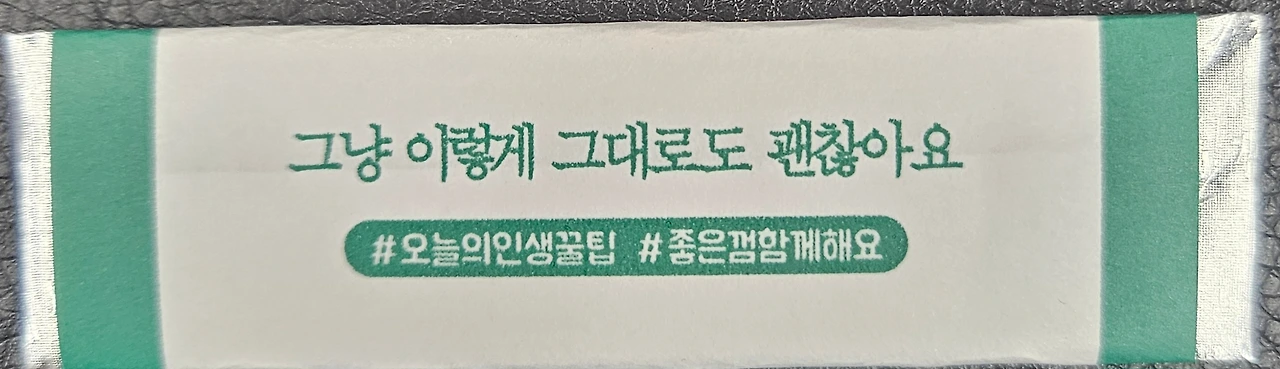 그냥 이렇게 그대로도 괜찮아요
#오늘의인생꿀팁 #좋은껌함께해요